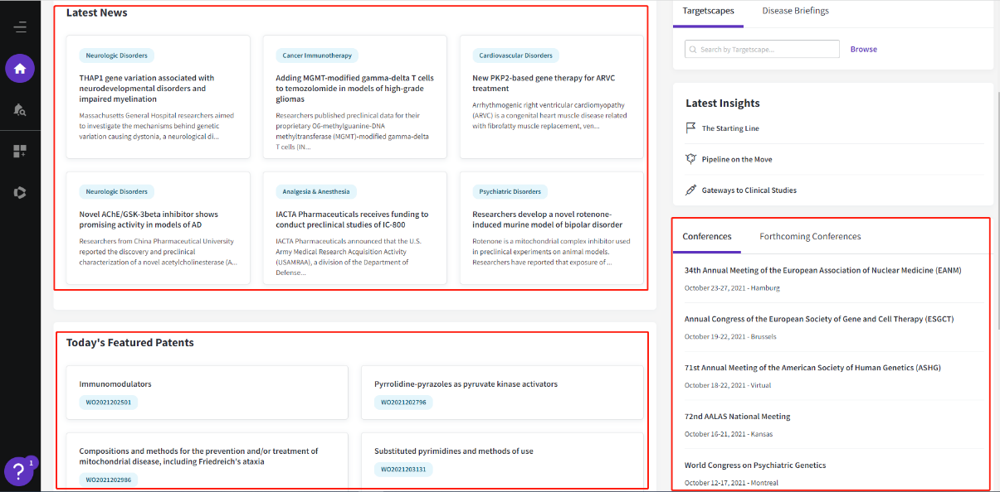 Latest News
Neurologic Disorders
THAP1 gene variation associated with
neurodevelopmental disorders and
impaired myelination
Massachusetts General Hospital researchers aimed
to investigate the mechanisms behind genetic
variation causing dystonia, a neurological di...
Cancer Immunotherapy
Adding MGMT-modified gamma-delta T cells
to temozolomide in models of high-grade
gliomas
Researchers published preclinical data for their
proprietary O6-methylguanine-DNA
methyltransferase (MGMT)-modified gamma-delta
T cells [IN...
Cardiovascular Disorders
New PKP2-based gene therapy for ARVC
treatment
Arrhythmogenic right ventricular cardiomyopathy
(ARVC) is a congenital heart muscle disease related
with fibrofatty muscle replacement, ven...
Neurologic Disorders
Novel AChE/GSK-3beta inhibitor shows
promising activity in models of AD
Researchers from China Pharmaceutical University
reported the discovery and preclinical
characterization of a novel acetylcholinesterase (A...
Analgesia & Anesthesia
IACTA Pharmaceuticals receives funding to
conduct preclinical studies of IC-800
IACTA Pharmaceuticals announced that the U.S.
Army Medical Research Acquisition Activity
(USAMRAA), a division of the Department of
Defense...
Psychiatric Disorders
Researchers develop a novel rotenone-
induced murine model of bipolar disorder
Rotenone is a mitochondrial complex inhibitor used
in preclinical experiments on animal models.
Researchers have reported that exposure of ...
Today's Featured Patents
Immunomodulators
WO2021202501
Pyrrolidine-pyrazoles as pyruvate kinase activators
WO2021202796
Compositions and methods for the prevention and/or treatment of
mitochondrial disease, including Friedreich's ataxia
WO2021202986
Substituted pyrimidines and methods of use
WO2021203131
Targetscapes
Disease Briefings
Search by Targetscape...
Browse
Latest Insights
The Starting Line
Pipeline on the Move
Gateways to Clinical Studies
Conferences
Forthcoming Conferences
34th Annual Meeting of the European Association of Nuclear Medicine (EANM)
October 23-27, 2021 - Hamburg
Annual Congress of the European Society of Gene and Cell Therapy (ESGCT)
October 19-22, 2021 - Brussels
71st Annual Meeting of the American Society of Human Genetics (ASHG)
October 18-22, 2021 - Virtual
72nd AALAS National Meeting
October 16-21, 2021 - Kansas
World Congress on Psychiatric Genetics
October 12-17, 2021 - Montreal
? 1